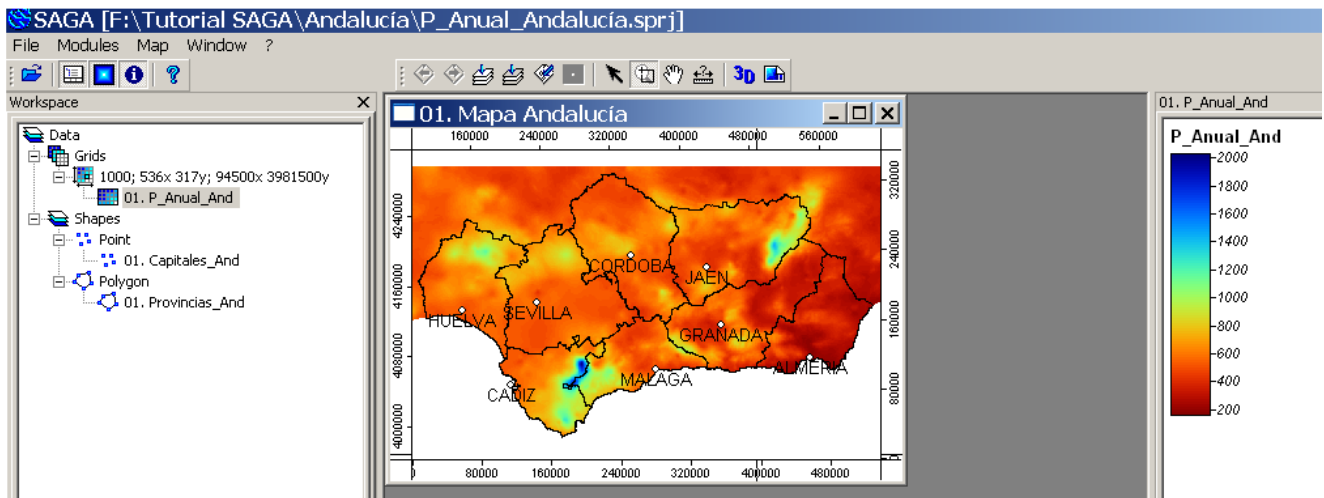 SAGA [F:\Tutorial SAGA\Andalucía\P_Anual_Andalucía.sprj]
File Modules Map Window ?
3D
Workspace X
Data
Grids
1000; 536x 317y; 94500x 3981500y
01. P_Anual_And
Shapes
Point
01. Capitales_And
Polygon
01. Provincias_And
01. Mapa Andalucía
160000 240000 320000 400000 480000 560000
320000
240000
160000
80000
0
4240000
4160000
4080000
4000000
CORDOBA
JAEN
SEVILLA
HUELVA
GRANADA
ALMERIA
MALAGA
CADIZ
0 80000 160000 240000 320000 400000 480000
01. P_Anual_And
P_Anual_And
2000
1800
1600
1400
1200
1000
800
600
400
200